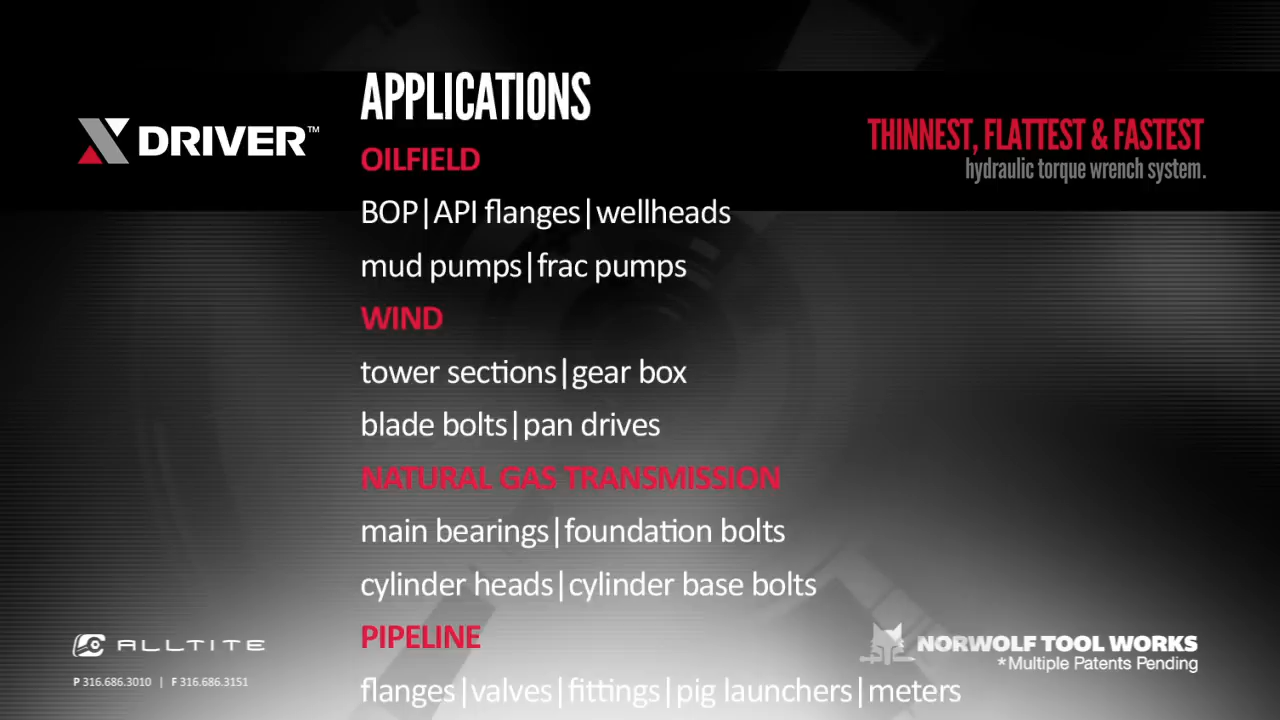 APPLICATIONS
X DRIVER™
THINNEST, FLATTEST & FASTEST
hydraulic torque wrench system.
OILFIELD
BOP|API flanges|wellheads
mud pumps|frac pumps
WIND
tower sections|gear box
blade bolts|pan drives
NATURAL GAS TRANSMISSION
main bearings|foundation bolts
cylinder heads|cylinder base bolts
PIPELINE
flanges|valves|fittings|pig launchers|meters
ALLTITE
P 316.686.3010 | F 316.686.3151
NORWOLF TOOL WORKS
*Multiple Patents Pending